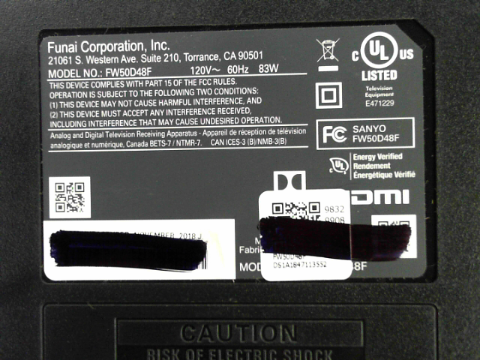 Funai Corporation, Inc.
21061 S. Western Ave. Suite 210, Torrance, CA 90501
MODEL NO.: FW50D48F 120V~ 60Hz 83W
THIS DEVICE COMPLIES WITH PART 15 OF THE FCC RULES.
OPERATION IS SUBJECT TO THE FOLLOWING TWO CONDITIONS:
(1) THIS DEVICE MAY NOT CAUSE HARMFUL INTERFERENCE, AND
(2) THIS DEVICE MUST ACCEPT ANY INTERFERENCE RECEIVED,
INCLUDING INTERFERENCE THAT MAY CAUSE UNDESIRED OPERATION.
Analog and Digital Television Receiving Apparatus - Appareil de réception de télévision
analogique et numérique, Canada BETS-7 / NTMR-7. CAN ICES-3 (B)/NMB-3(B)
C UL US
LISTED
Television
Equipment
E471229
FC SANYO
FW50D48F
Energy Verified
Rendement
Énergétique Vérifié
DMI
9832
NOVEMBER 2018
FW50D48F
DS1A1847113552
48F
CAUTION
RISK OF ELECTRIC SHOCK